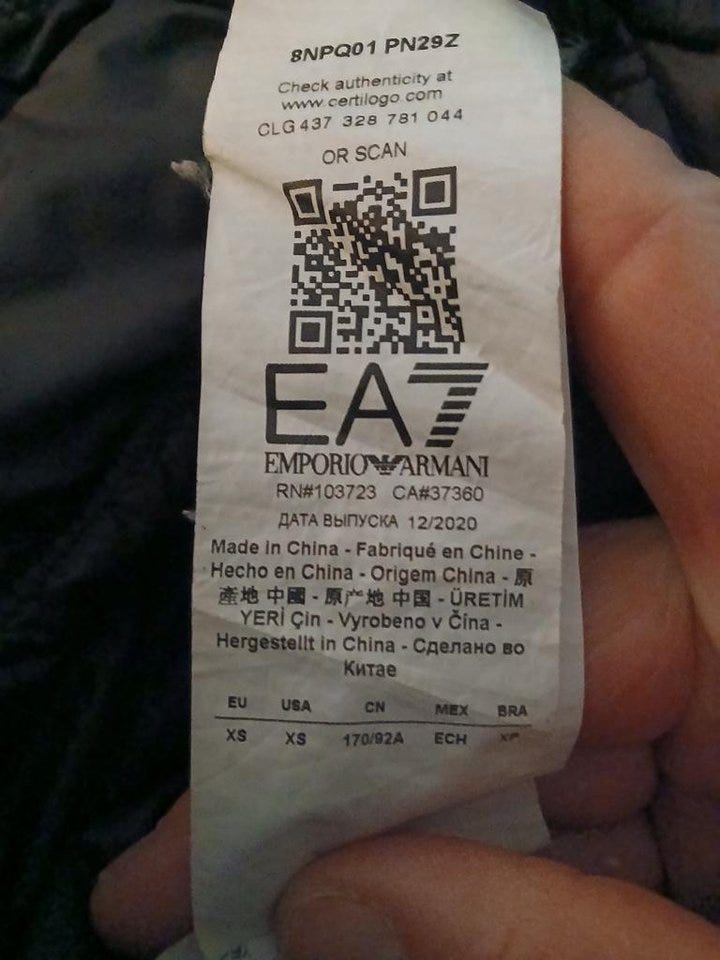 8NPQ01 PN29Z
Check authenticity at
www.certilogo.com
CLG 437 328 781 044
OR SCAN
EA7
EMPORIO ARMANI
RN#103723 CA#37360
ДАТА ВЫПУСКА 12/2020
Made in China - Fabriqué en Chine -
Hecho en China - Origem China - 原
產地 中國 - 原产地 中国 - ÜRETİM
YERİ Çin - Vyrobeno v Čína -
Hergestellt in China - Сделано во
Китае
EU USA CN MEX BRA
XS XS 170/92A ECH XP